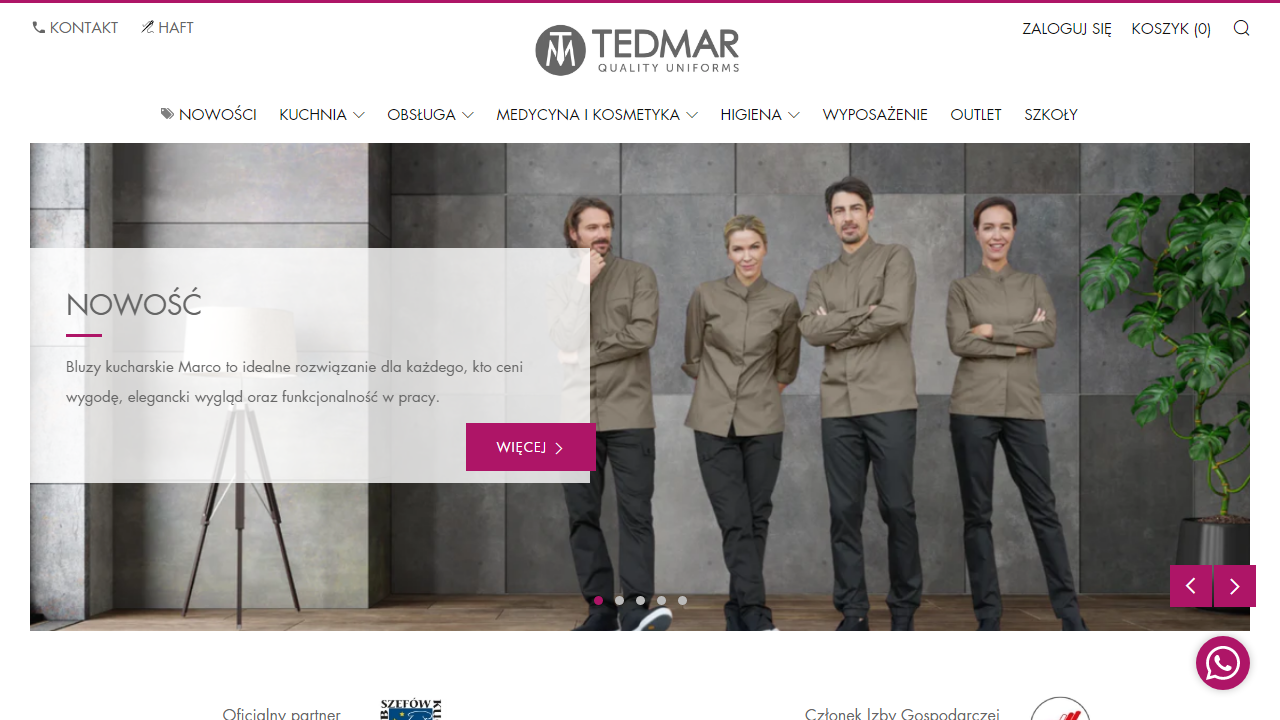 KONTAKT
HAFT
TEDMAR
QUALITY UNIFORMS
ZALOGUJ SIĘ
KOSZYK (0)
NOWOŚCI
KUCHNIA
OBSŁUGA
MEDYCYNA I KOSMETYKA
HIGIENA
WYPOSAŻENIE
OUTLET
SZKOŁY
NOWOŚĆ
Bluzy kucharskie Marco to idealne rozwiązanie dla każdego, kto ceni
wygodę, elegancki wygląd oraz funkcjonalność w pracy.
WIĘCEJ
Oficjalny partner
SZEFÓW
Członek Izby Gospodarczej